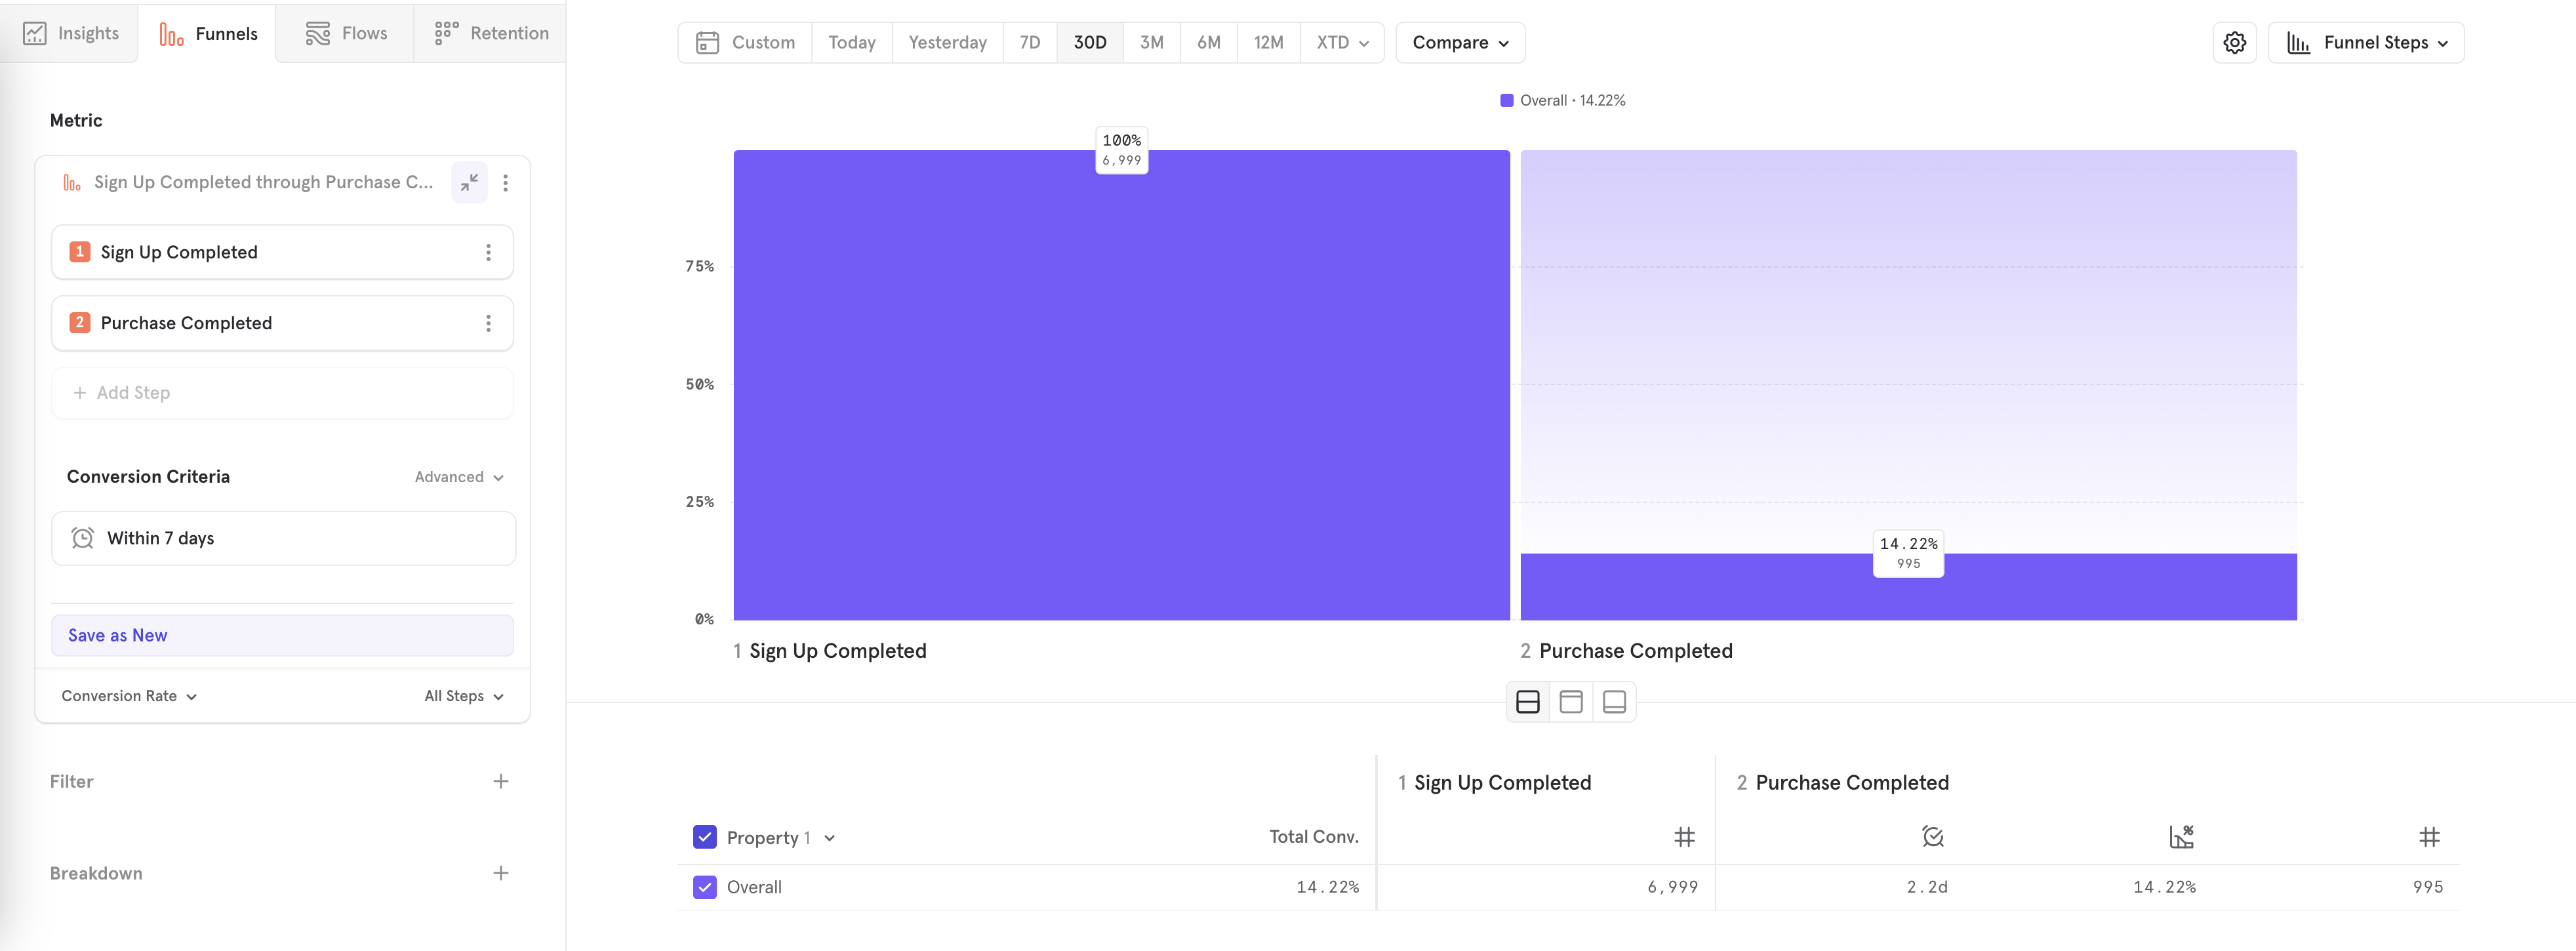 Insights
Funnels
Flows
Retention
Metric
Sign Up Completed through Purchase C...
1 Sign Up Completed
2 Purchase Completed
+ Add Step
Conversion Criteria
Advanced
Within 7 days
Save as New
Conversion Rate
All Steps
Filter +
Breakdown +
Custom
Today
Yesterday
7D
30D
3M
6M
12M
XTD
Compare
Funnel Steps
Overall • 14.22%
100%
6,999
75%
50%
25%
0%
14.22%
995
1 Sign Up Completed
2 Purchase Completed
1 Sign Up Completed
2 Purchase Completed
Property 1
Total Conv.
Overall
14.22%
6,999
2.2d
14.22%
995